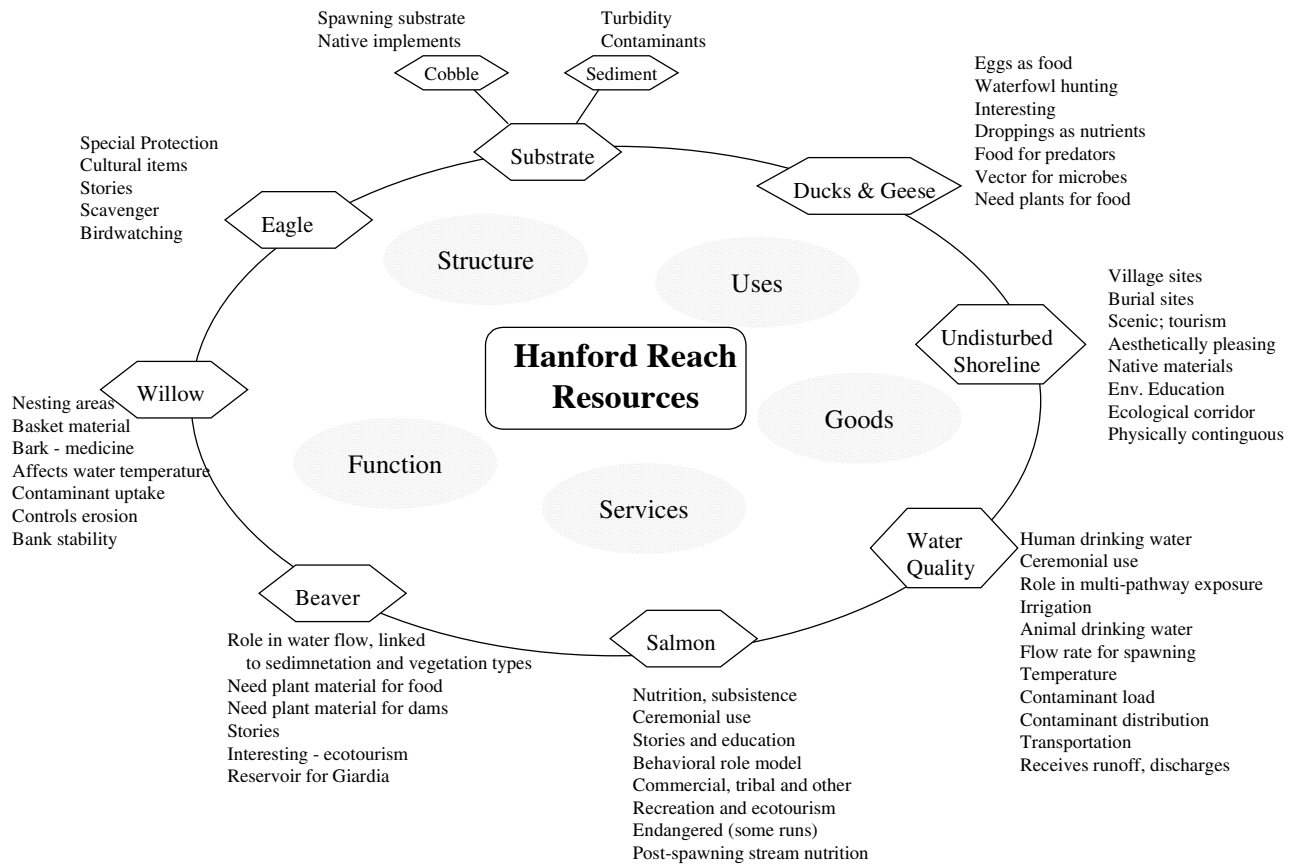 Spawning substrate
Native implements
Cobble
Turbidity
Contaminants
Sediment
Substrate
Eggs as food
Waterfowl hunting
Interesting
Droppings as nutrients
Food for predators
Vector for microbes
Need plants for food
Ducks & Geese
Special Protection
Cultural items
Stories
Scavenger
Birdwatching
Eagle
Structure
Uses
Hanford Reach
Resources
Goods
Function
Services
Village sites
Burial sites
Scenic; tourism
Aesthetically pleasing
Native materials
Env. Education
Ecological corridor
Physically continguous
Undisturbed
Shoreline
Willow
Nesting areas
Basket material
Bark - medicine
Affects water temperature
Contaminant uptake
Controls erosion
Bank stability
Water
Quality
Human drinking water
Ceremonial use
Role in multi-pathway exposure
Irrigation
Animal drinking water
Flow rate for spawning
Temperature
Contaminant load
Contaminant distribution
Transportation
Receives runoff, discharges
Beaver
Role in water flow, linked
to sedimnetation and vegetation types
Need plant material for food
Need plant material for dams
Stories
Interesting - ecotourism
Reservoir for Giardia
Salmon
Nutrition, subsistence
Ceremonial use
Stories and education
Behavioral role model
Commercial, tribal and other
Recreation and ecotourism
Endangered (some runs)
Post-spawning stream nutrition